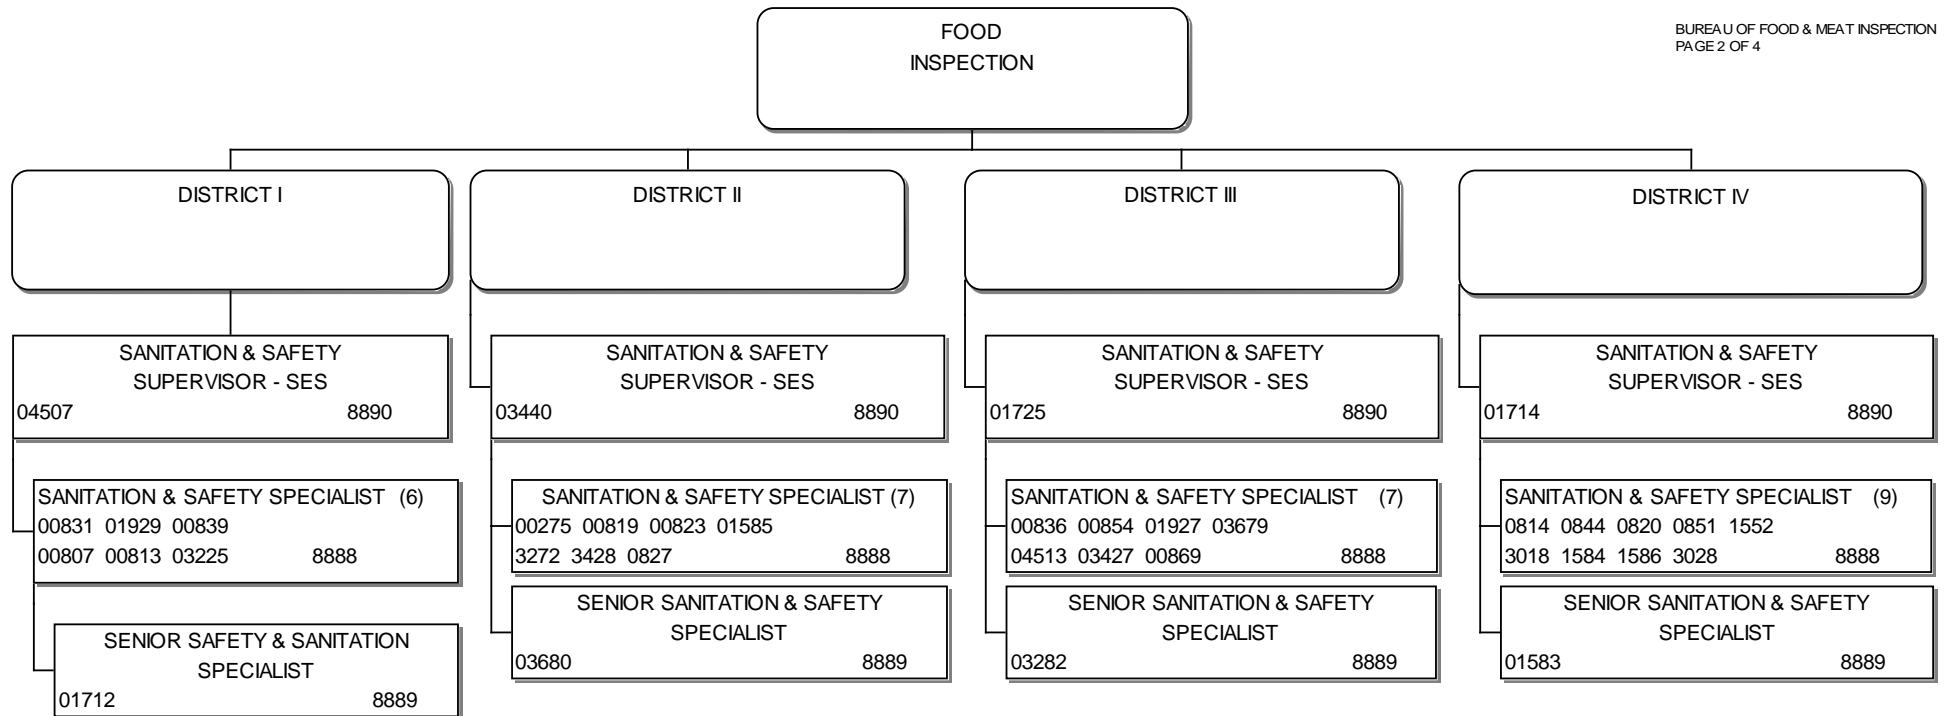 FOOD
INSPECTION
BUREAU OF FOOD & MEAT INSPECTION
PAGE 2 OF 4
DISTRICT I
DISTRICT II
DISTRICT III
DISTRICT IV
SANITATION & SAFETY
SUPERVISOR - SES
04507 8890
SANITATION & SAFETY
SUPERVISOR - SES
03440 8890
SANITATION & SAFETY
SUPERVISOR - SES
01725 8890
SANITATION & SAFETY
SUPERVISOR - SES
01714 8890
SANITATION & SAFETY SPECIALIST (6)
00831 01929 00839
00807 00813 03225 8888
SANITATION & SAFETY SPECIALIST (7)
00275 00819 00823 01585
3272 3428 0827 8888
SANITATION & SAFETY SPECIALIST (7)
00836 00854 01927 03679
04513 03427 00869 8888
SANITATION & SAFETY SPECIALIST (9)
0814 0844 0820 0851 1552
3018 1584 1586 3028 8888
SENIOR SAFETY & SANITATION
SPECIALIST
01712 8889
SENIOR SANITATION & SAFETY
SPECIALIST
03680 8889
SENIOR SANITATION & SAFETY
SPECIALIST
03282 8889
SENIOR SANITATION & SAFETY
SPECIALIST
01583 8889